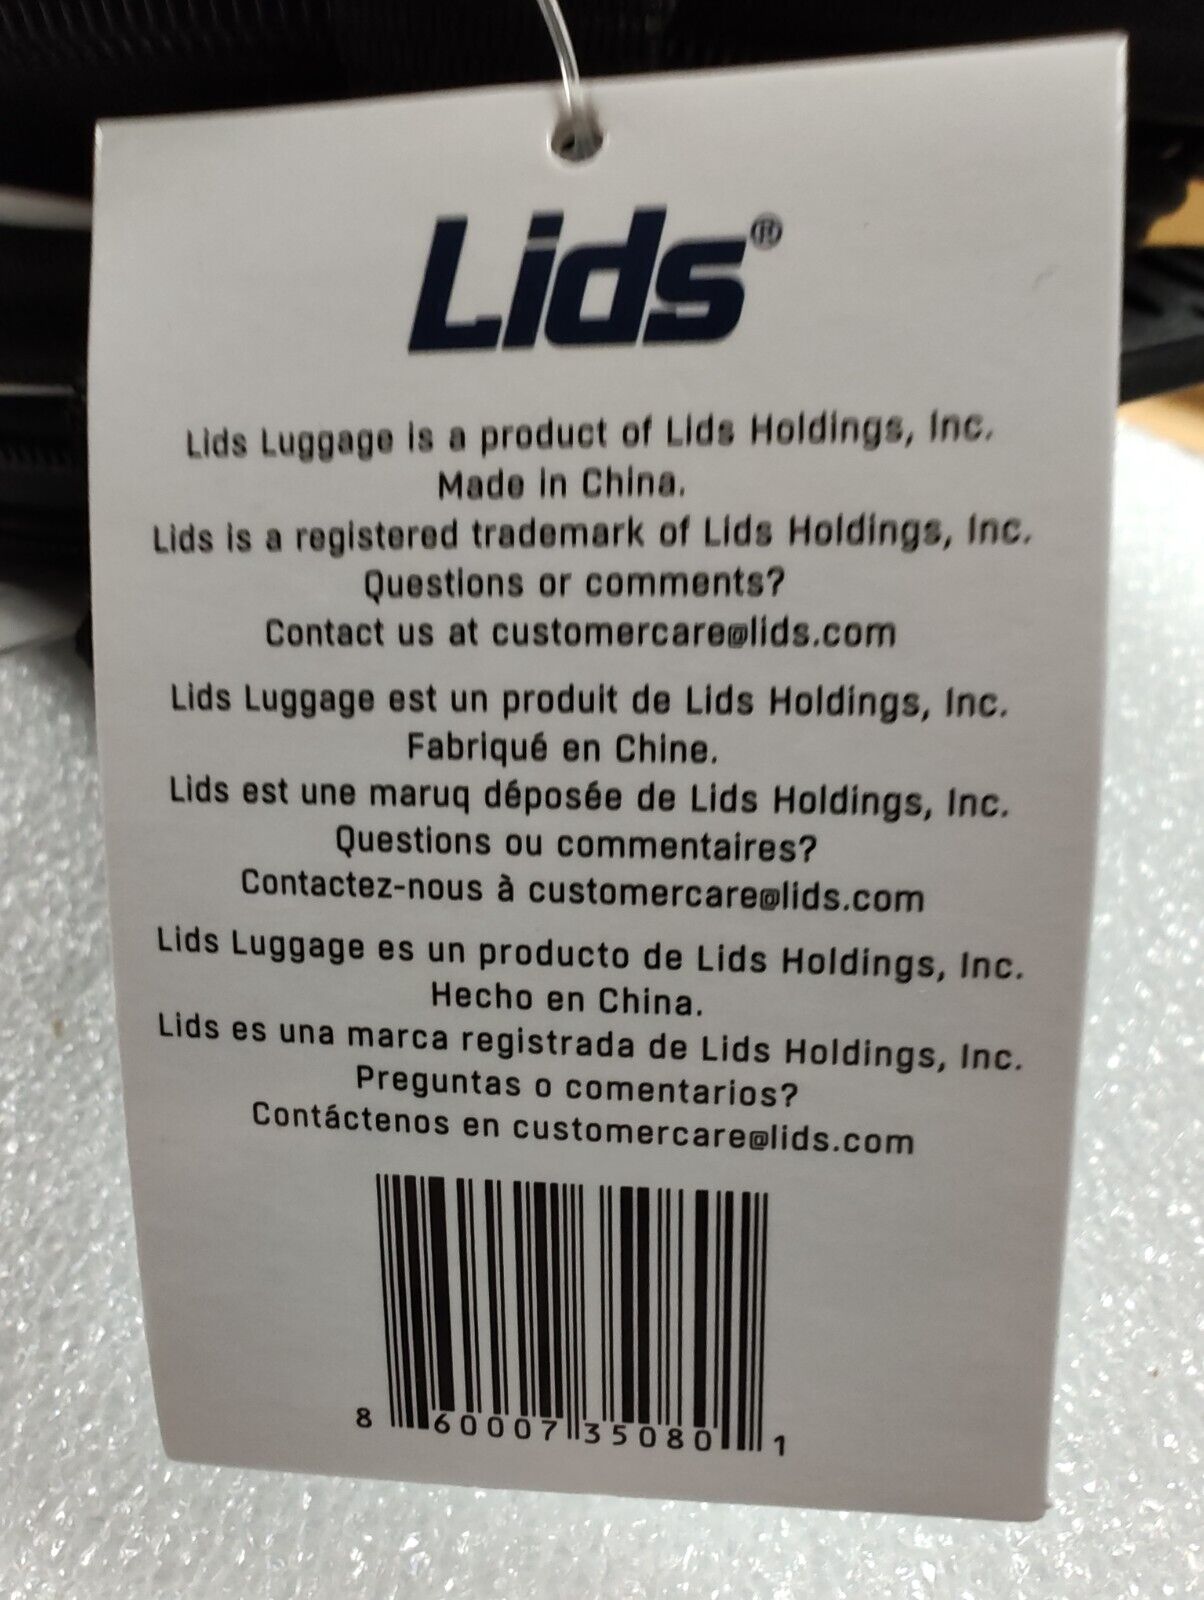 Lids®
Lids Luggage is a product of Lids Holdings, Inc.
Made in China.
Lids is a registered trademark of Lids Holdings, Inc.
Questions or comments?
Contact us at customercare@lids.com
Lids Luggage est un produit de Lids Holdings, Inc.
Fabriqué en Chine.
Lids est une maruq déposée de Lids Holdings, Inc.
Questions ou commentaires?
Contactez-nous à customercare@lids.com
Lids Luggage es un producto de Lids Holdings, Inc.
Hecho en China.
Lids es una marca registrada de Lids Holdings, Inc.
Preguntas o comentarios?
Contáctenos en customercare@lids.com
8 60007 35080 1